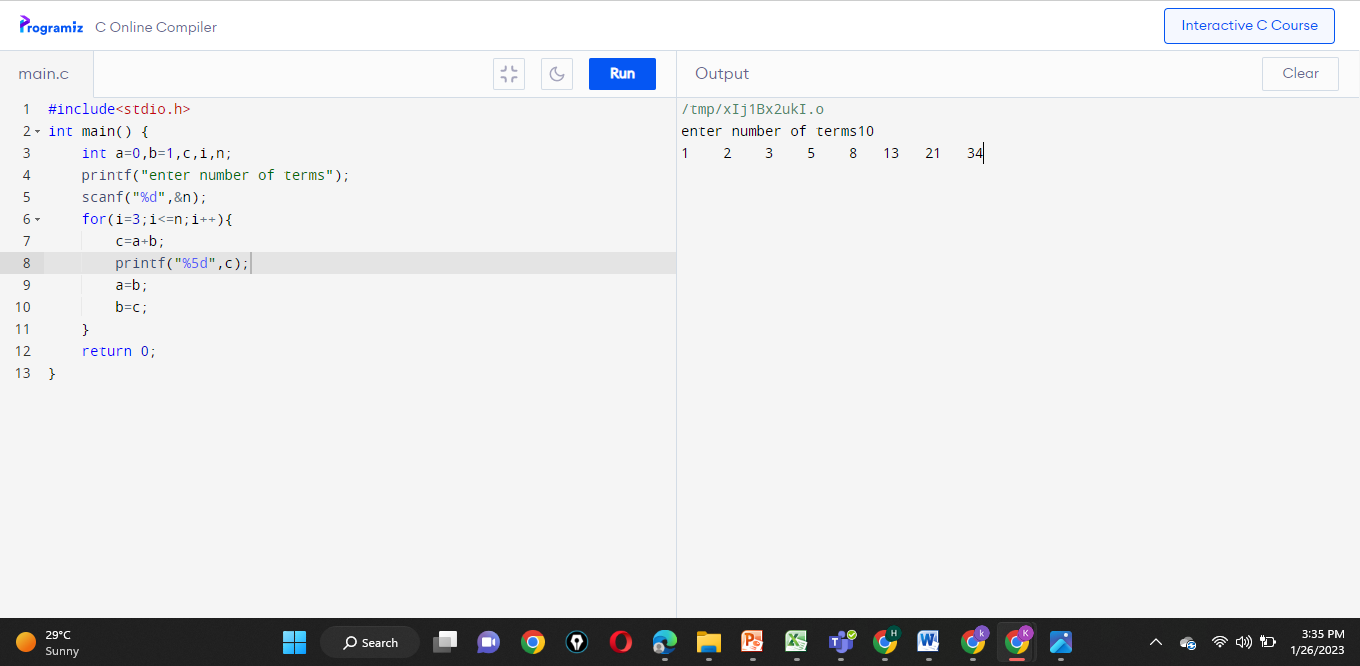 Programiz C Online Compiler
Interactive C Course
main.c
Run
Output
Clear
1 #include<stdio.h>
2 int main() {
3     int a=0,b=1,c,i,n;
4     printf("enter number of terms");
5     scanf("%d",&n);
6     for(i=3;i<=n;i++){
7         c=a+b;
8         printf("%5d",c);
9         a=b;
10         b=c;
11     }
12     return 0;
13 }
/tmp/xIj1Bx2ukI.o
enter number of terms10
1    2    3    5    8   13   21   34
29°C
Sunny
Search
3:35 PM
1/26/2023